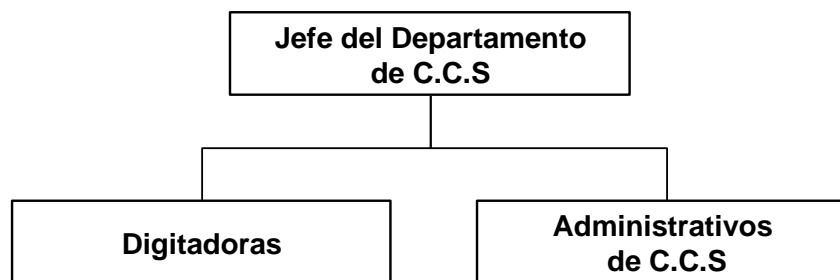 Jefe del Departamento
de C.C.S
Digitadoras
Administrativos
de C.C.S